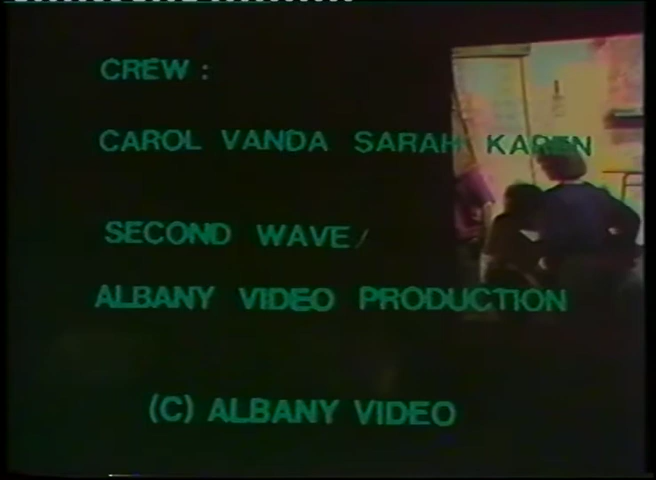 CREW :
CAROL VANDA SARAH KAREN
SECOND WAVE/
ALBANY VIDEO PRODUCTION
(C) ALBANY VIDEO